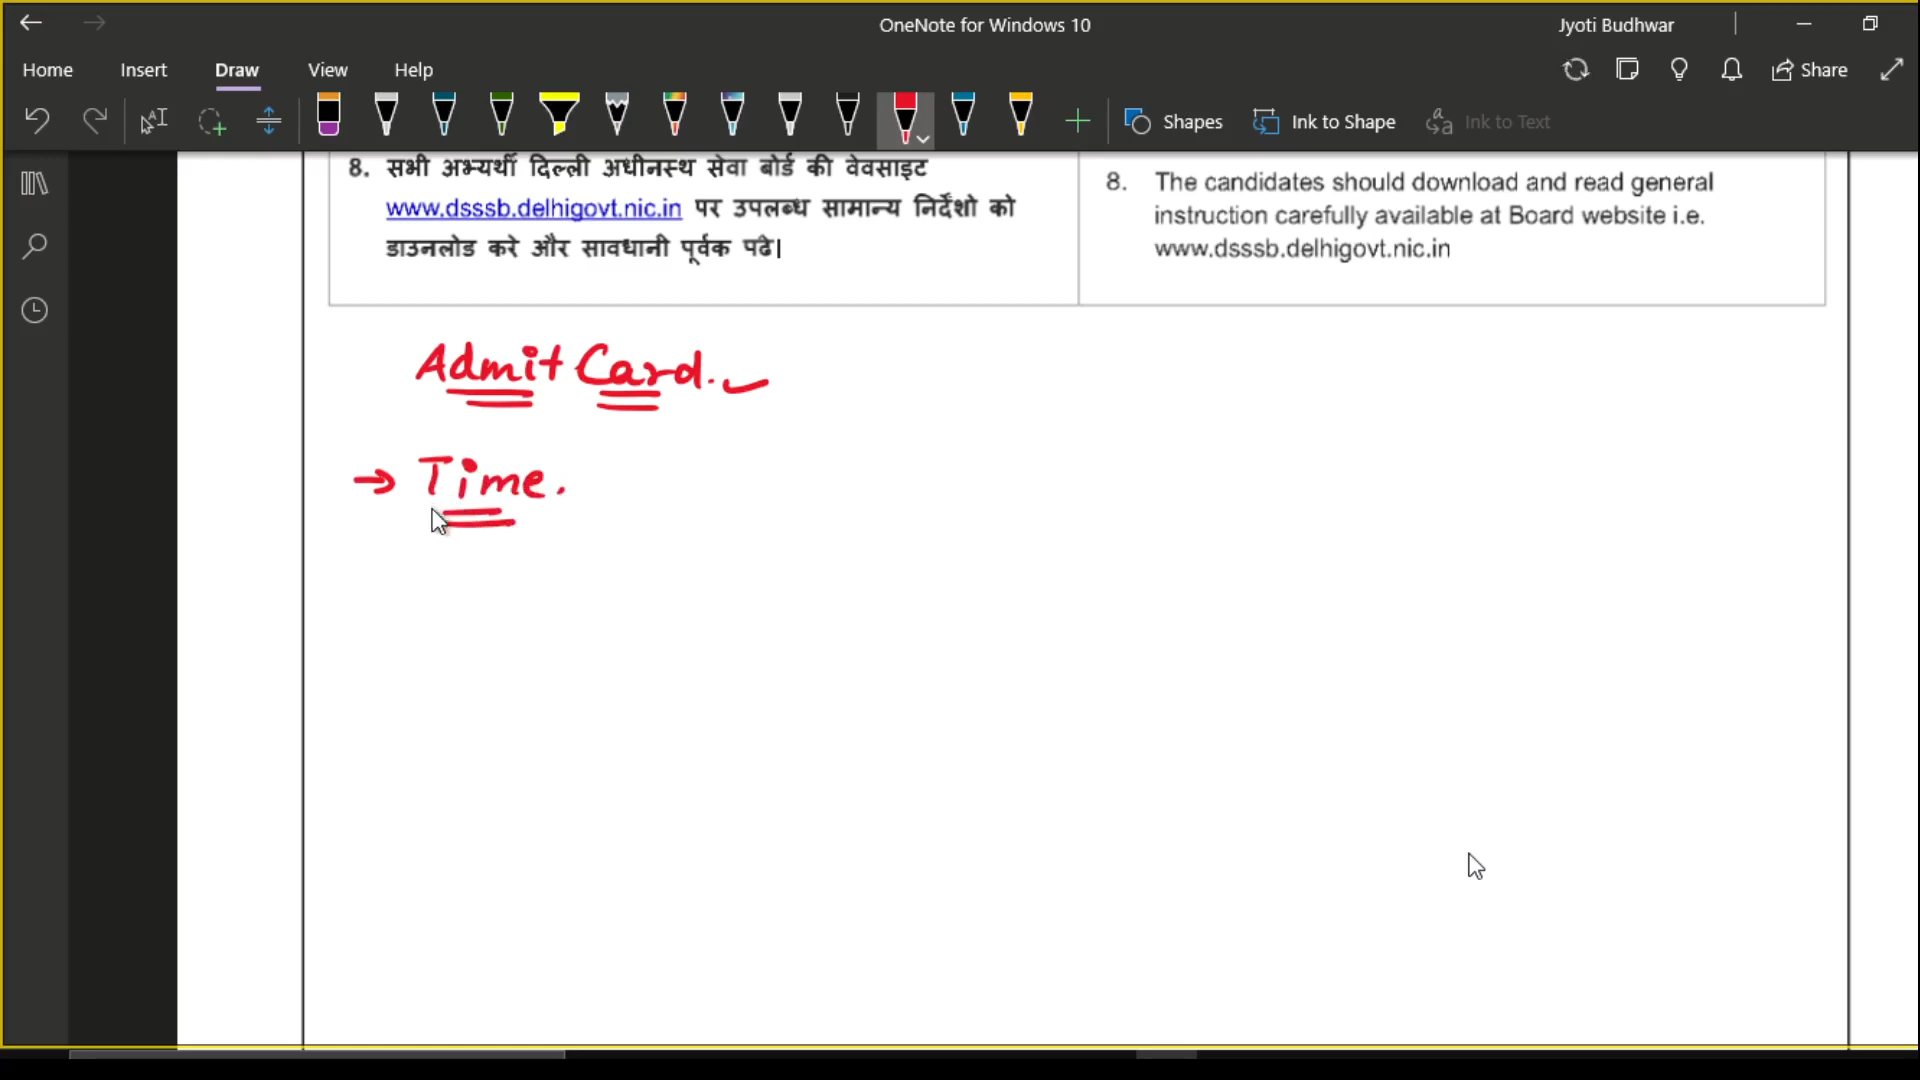 OneNote for Windows 10
Jyoti Budhwar
Home Insert Draw View Help
Share
Shapes Ink to Shape Ink to Text
8. सभी अभ्यर्थी दिल्ली अधीनस्थ सेवा बोर्ड की वेवसाइट
www.dsssb.delhigovt.nic.in पर उपलब्ध सामान्य निर्देशो को
डाउनलोड करे और सावधानी पूर्वक पढे|
8. The candidates should download and read general
instruction carefully available at Board website i.e.
www.dsssb.delhigovt.nic.in
Admit Card.
→ Time.